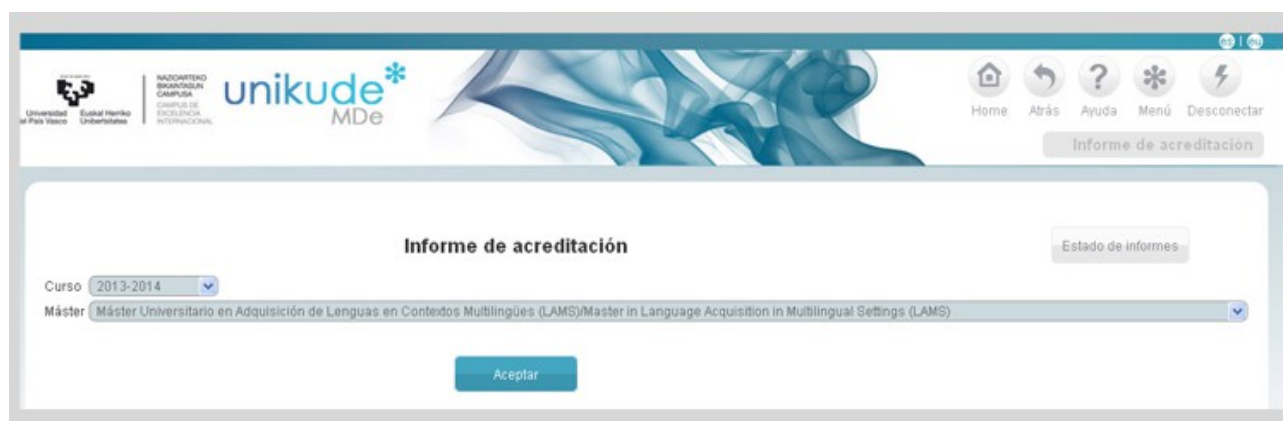 es | eu
Universidad
del País Vasco
Euskal Herriko
Unibertsitatea
NAZIOARTEKO
BIKAINTASUN
CAMPUSA
CAMPUS DE
EXCELENCIA
INTERNACIONAL
unikude*
MDe
Home Atrás Ayuda Menú Desconectar
Informe de acreditación
Informe de acreditación
Estado de informes
Curso 2013-2014
Máster Máster Universitario en Adquisición de Lenguas en Contextos Multilingües (LAMS)/Master in Language Acquisition in Multilingual Settings (LAMS)
Aceptar